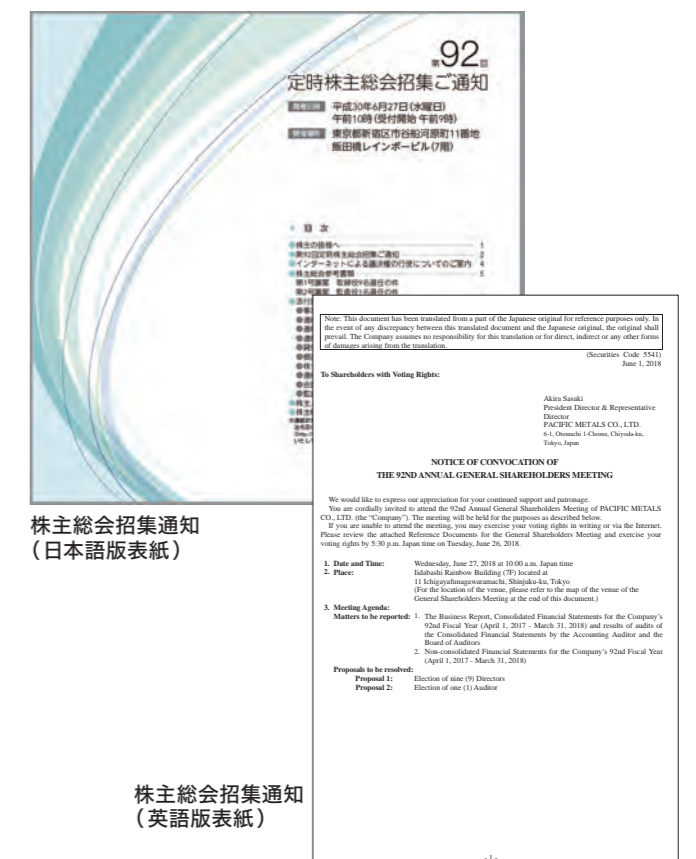 第92回
定時株主総会招集ご通知
開催日時 平成30年6月27日(水曜日)
午前10時(受付開始 午前9時)
開催場所 東京都新宿区市谷船河原町11番地
飯田橋レインボービル(7階)
目 次
株主の皆様へ 1
第92回定時株主総会招集ご通知 2
インターネットによる議決権の行使についてのご案内 4
株主総会参考書類 5
第1号議案 取締役9名選任の件
第2号議案 監査役1名選任の件
株主総会招集通知
(日本語版表紙)
Note: This document has been translated from a part of the Japanese original for reference purposes only. In
the event of any discrepancy between this translated document and the Japanese original, the original shall
prevail. The Company assumes no responsibility for this translation or for direct, indirect or any other forms
of damages arising from the translation.
(Securities Code 5541)
June 1, 2018
To Shareholders with Voting Rights:
Akira Sasaki
President Director & Representative
Director
PACIFIC METALS CO., LTD.
6-1, Otemachi 1-Chome, Chiyoda-ku,
Tokyo, Japan
NOTICE OF CONVOCATION OF
THE 92ND ANNUAL GENERAL SHAREHOLDERS MEETING
We would like to express our appreciation for your continued support and patronage.
You are cordially invited to attend the 92nd Annual General Shareholders Meeting of PACIFIC METALS
CO., LTD. (the “Company”). The meeting will be held for the purposes as described below.
If you are unable to attend the meeting, you may exercise your voting rights in writing or via the Internet.
Please review the attached Reference Documents for the General Shareholders Meeting and exercise your
voting rights by 5:30 p.m. Japan time on Tuesday, June 26, 2018.
1. Date and Time: Wednesday, June 27, 2018 at 10:00 a.m. Japan time
2. Place: Iidabashi Rainbow Building (7F) located at
11 Ichigayafunagawaramachi, Shinjuku-ku, Tokyo
(For the location of the venue, please refer to the map of the venue of the
General Shareholders Meeting at the end of this document.)
3. Meeting Agenda:
Matters to be reported: 1. The Business Report, Consolidated Financial Statements for the Company’s
92nd Fiscal Year (April 1, 2017 - March 31, 2018) and results of audits of
the Consolidated Financial Statements by the Accounting Auditor and the
Board of Auditors
2. Non-consolidated Financial Statements for the Company’s 92nd Fiscal Year
(April 1, 2017 - March 31, 2018)
Proposals to be resolved:
Proposal 1: Election of nine (9) Directors
Proposal 2: Election of one (1) Auditor
株主総会招集通知
(英語版表紙)